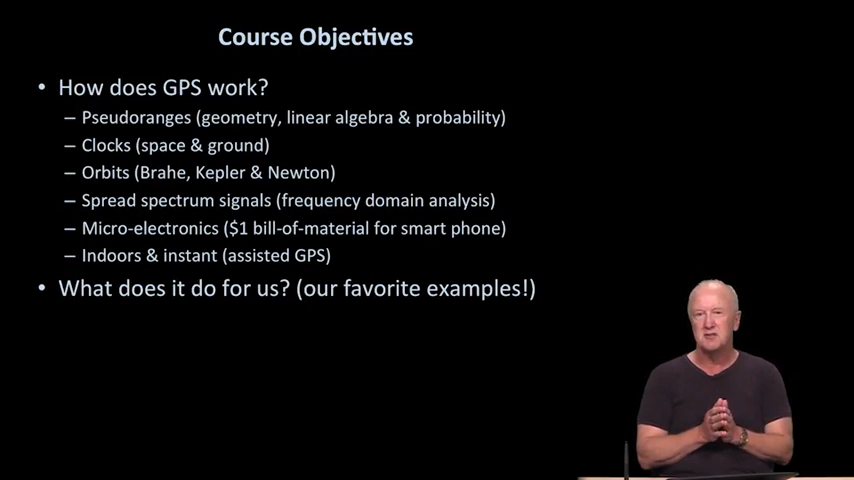 Course Objectives
• How does GPS work?
– Pseudoranges (geometry, linear algebra & probability)
– Clocks (space & ground)
– Orbits (Brahe, Kepler & Newton)
– Spread spectrum signals (frequency domain analysis)
– Micro-electronics ($1 bill-of-material for smart phone)
– Indoors & instant (assisted GPS)
• What does it do for us? (our favorite examples!)